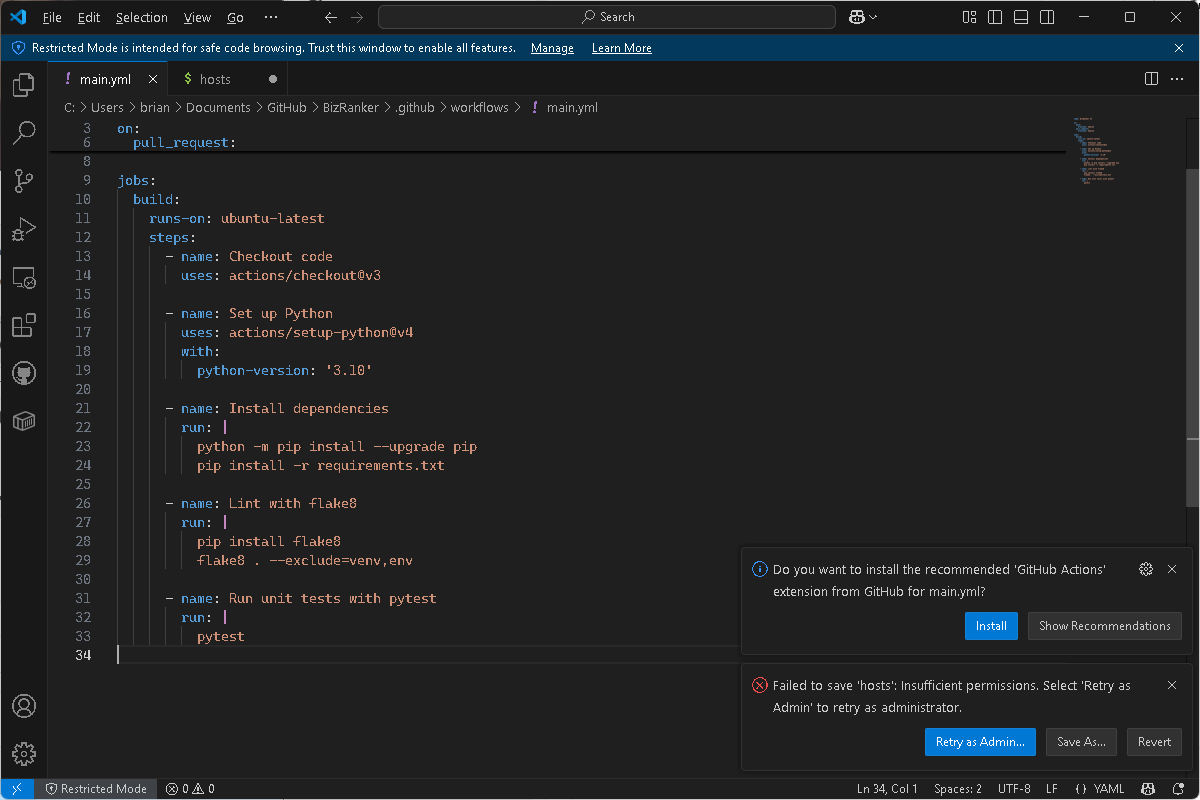 File Edit Selection View Go ··· Search
Restricted Mode is intended for safe code browsing. Trust this window to enable all features. Manage Learn More
! main.yml $ hosts
C: > Users > brian > Documents > GitHub > BizRanker > .github > workflows > ! main.yml
3 on:
6 pull_request:
8
9 jobs:
10 build:
11 runs-on: ubuntu-latest
12 steps:
13 - name: Checkout code
14 uses: actions/checkout@v3
15
16 - name: Set up Python
17 uses: actions/setup-python@v4
18 with:
19 python-version: '3.10'
20
21 - name: Install dependencies
22 run: |
23 python -m pip install --upgrade pip
24 pip install -r requirements.txt
25
26 - name: Lint with flake8
27 run: |
28 pip install flake8
29 flake8 . --exclude=venv,env
30
31 - name: Run unit tests with pytest
32 run: |
33 pytest
34
Do you want to install the recommended 'GitHub Actions'
extension from GitHub for main.yml?
Install Show Recommendations
Failed to save 'hosts': Insufficient permissions. Select 'Retry as
Admin' to retry as administrator.
Retry as Admin... Save As... Revert
Restricted Mode 0 0 Ln 34, Col 1 Spaces: 2 UTF-8 LF {} YAML